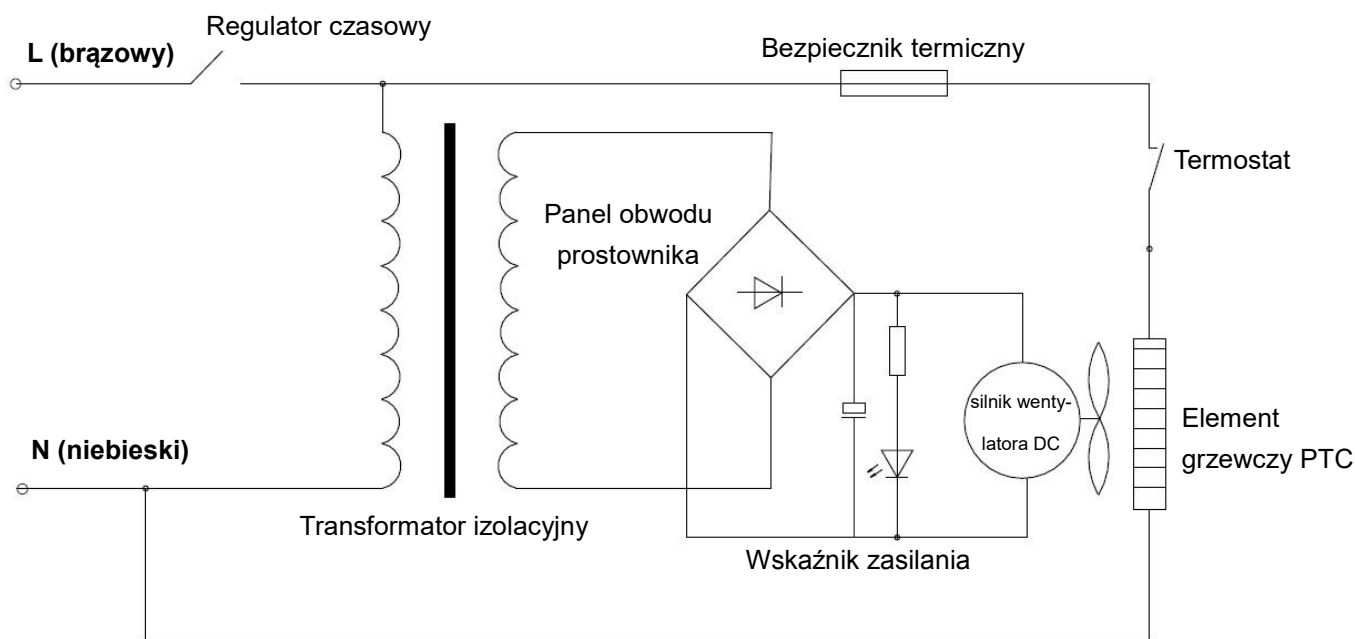 Regulator czasowy
L (brązowy)
Bezpiecznik termiczny
Termostat
Panel obwodu
prostownika
silnik wenty-
latora DC
Element
grzewczy PTC
N (niebieski)
Transformator izolacyjny
Wskaźnik zasilania